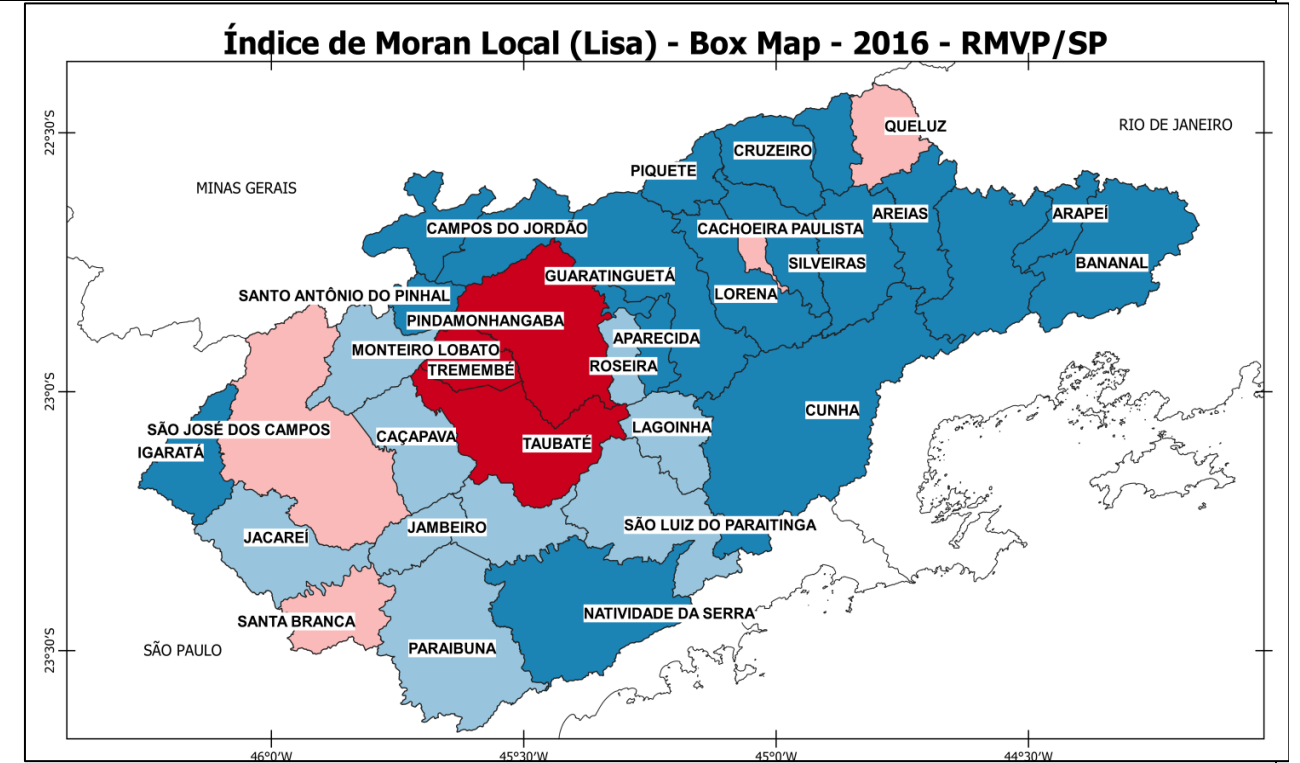 Índice de Moran Local (Lisa) - Box Map - 2016 - RMVP/SP
22°30'S
RIO DE JANEIRO
QUELUZ
CRUZEIRO
PIQUETE
MINAS GERAIS
AREIAS
ARAPEÍ
CAMPOS DO JORDÃO
CACHOEIRA PAULISTA
SILVEIRAS
BANANAL
GUARATINGUETÁ
SANTO ANTÔNIO DO PINHAL
LORENA
PINDAMONHANGABA
APARECIDA
MONTEIRO LOBATO
ROSEIRA
TREMEMBÉ
23°0'S
CUNHA
SÃO JOSÉ DOS CAMPOS
CAÇAPAVA
TAUBATÉ
LAGOINHA
IGARATÁ
JACAREÍ
JAMBEIRO
SÃO LUIZ DO PARAITINGA
SANTA BRANCA
NATIVIDADE DA SERRA
23°30'S
SÃO PAULO
PARAIBUNA
46°0'W
45°30'W
45°0'W
44°30'W